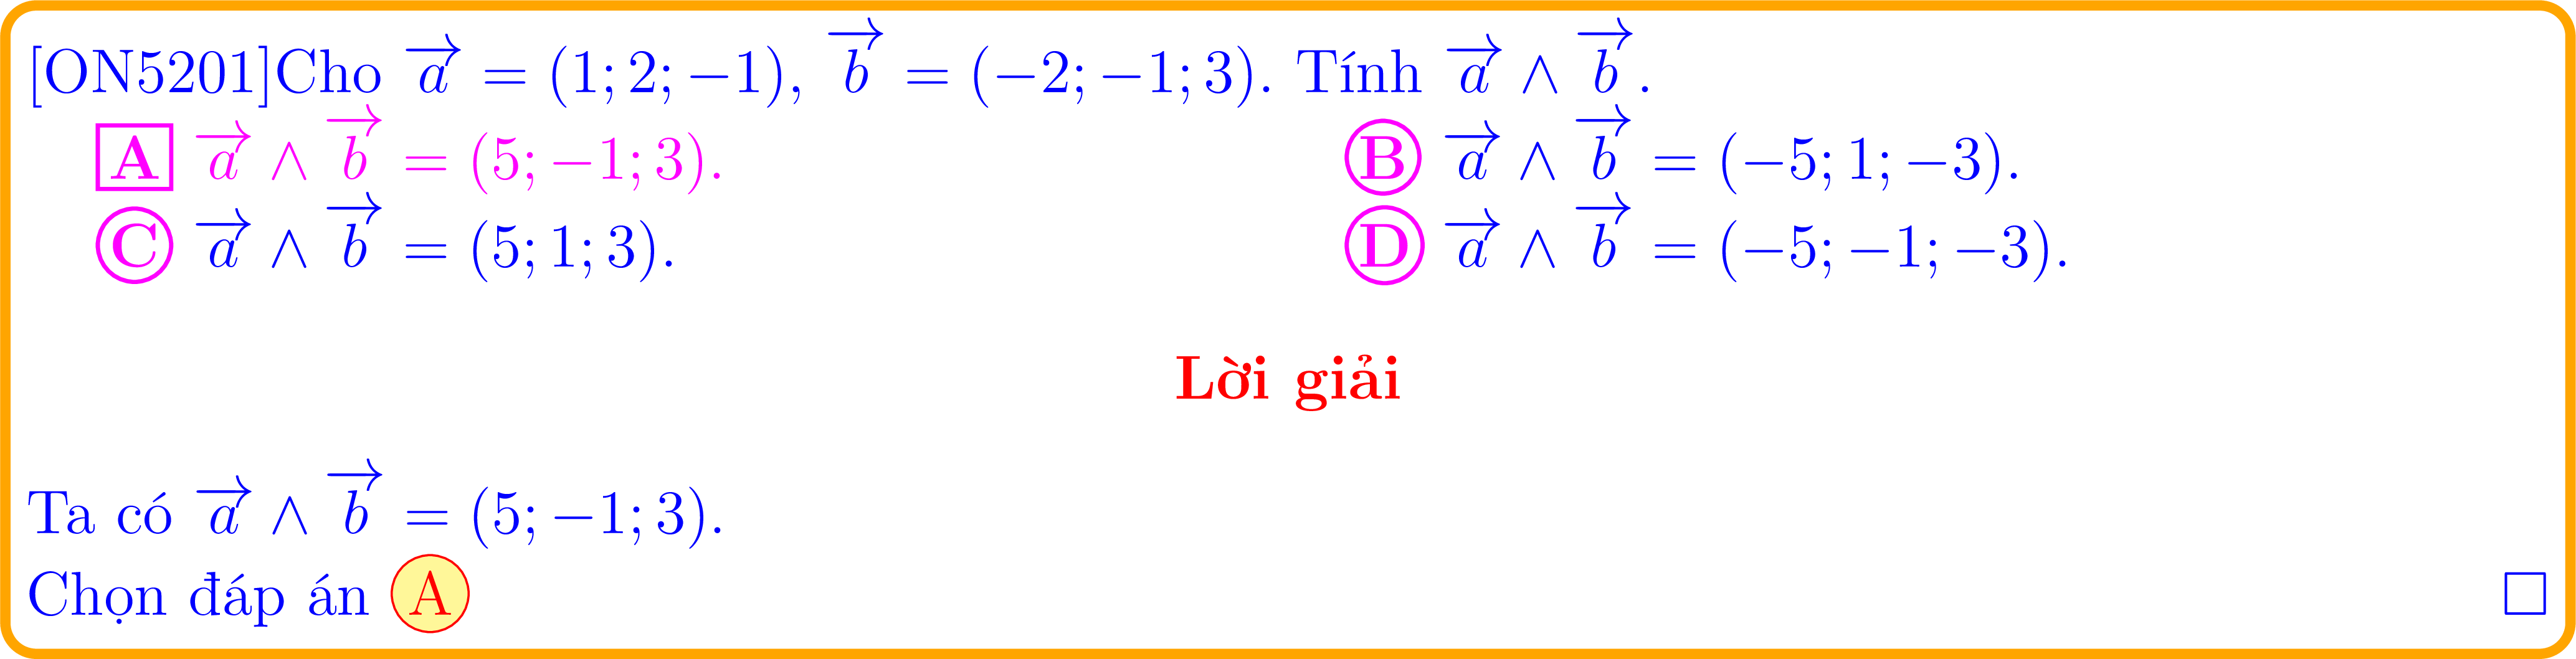 [ON5201]Cho $\overrightarrow{a} = (1; 2; -1)$, $\overrightarrow{b} = (-2; -1; 3)$. Tính $\overrightarrow{a} \wedge \overrightarrow{b}$.
A $\overrightarrow{a} \wedge \overrightarrow{b} = (5; -1; 3)$. B $\overrightarrow{a} \wedge \overrightarrow{b} = (-5; 1; -3)$.
C $\overrightarrow{a} \wedge \overrightarrow{b} = (5; 1; 3)$. D $\overrightarrow{a} \wedge \overrightarrow{b} = (-5; -1; -3)$.
Lời giải
Ta có $\overrightarrow{a} \wedge \overrightarrow{b} = (5; -1; 3)$.
Chọn đáp án A □